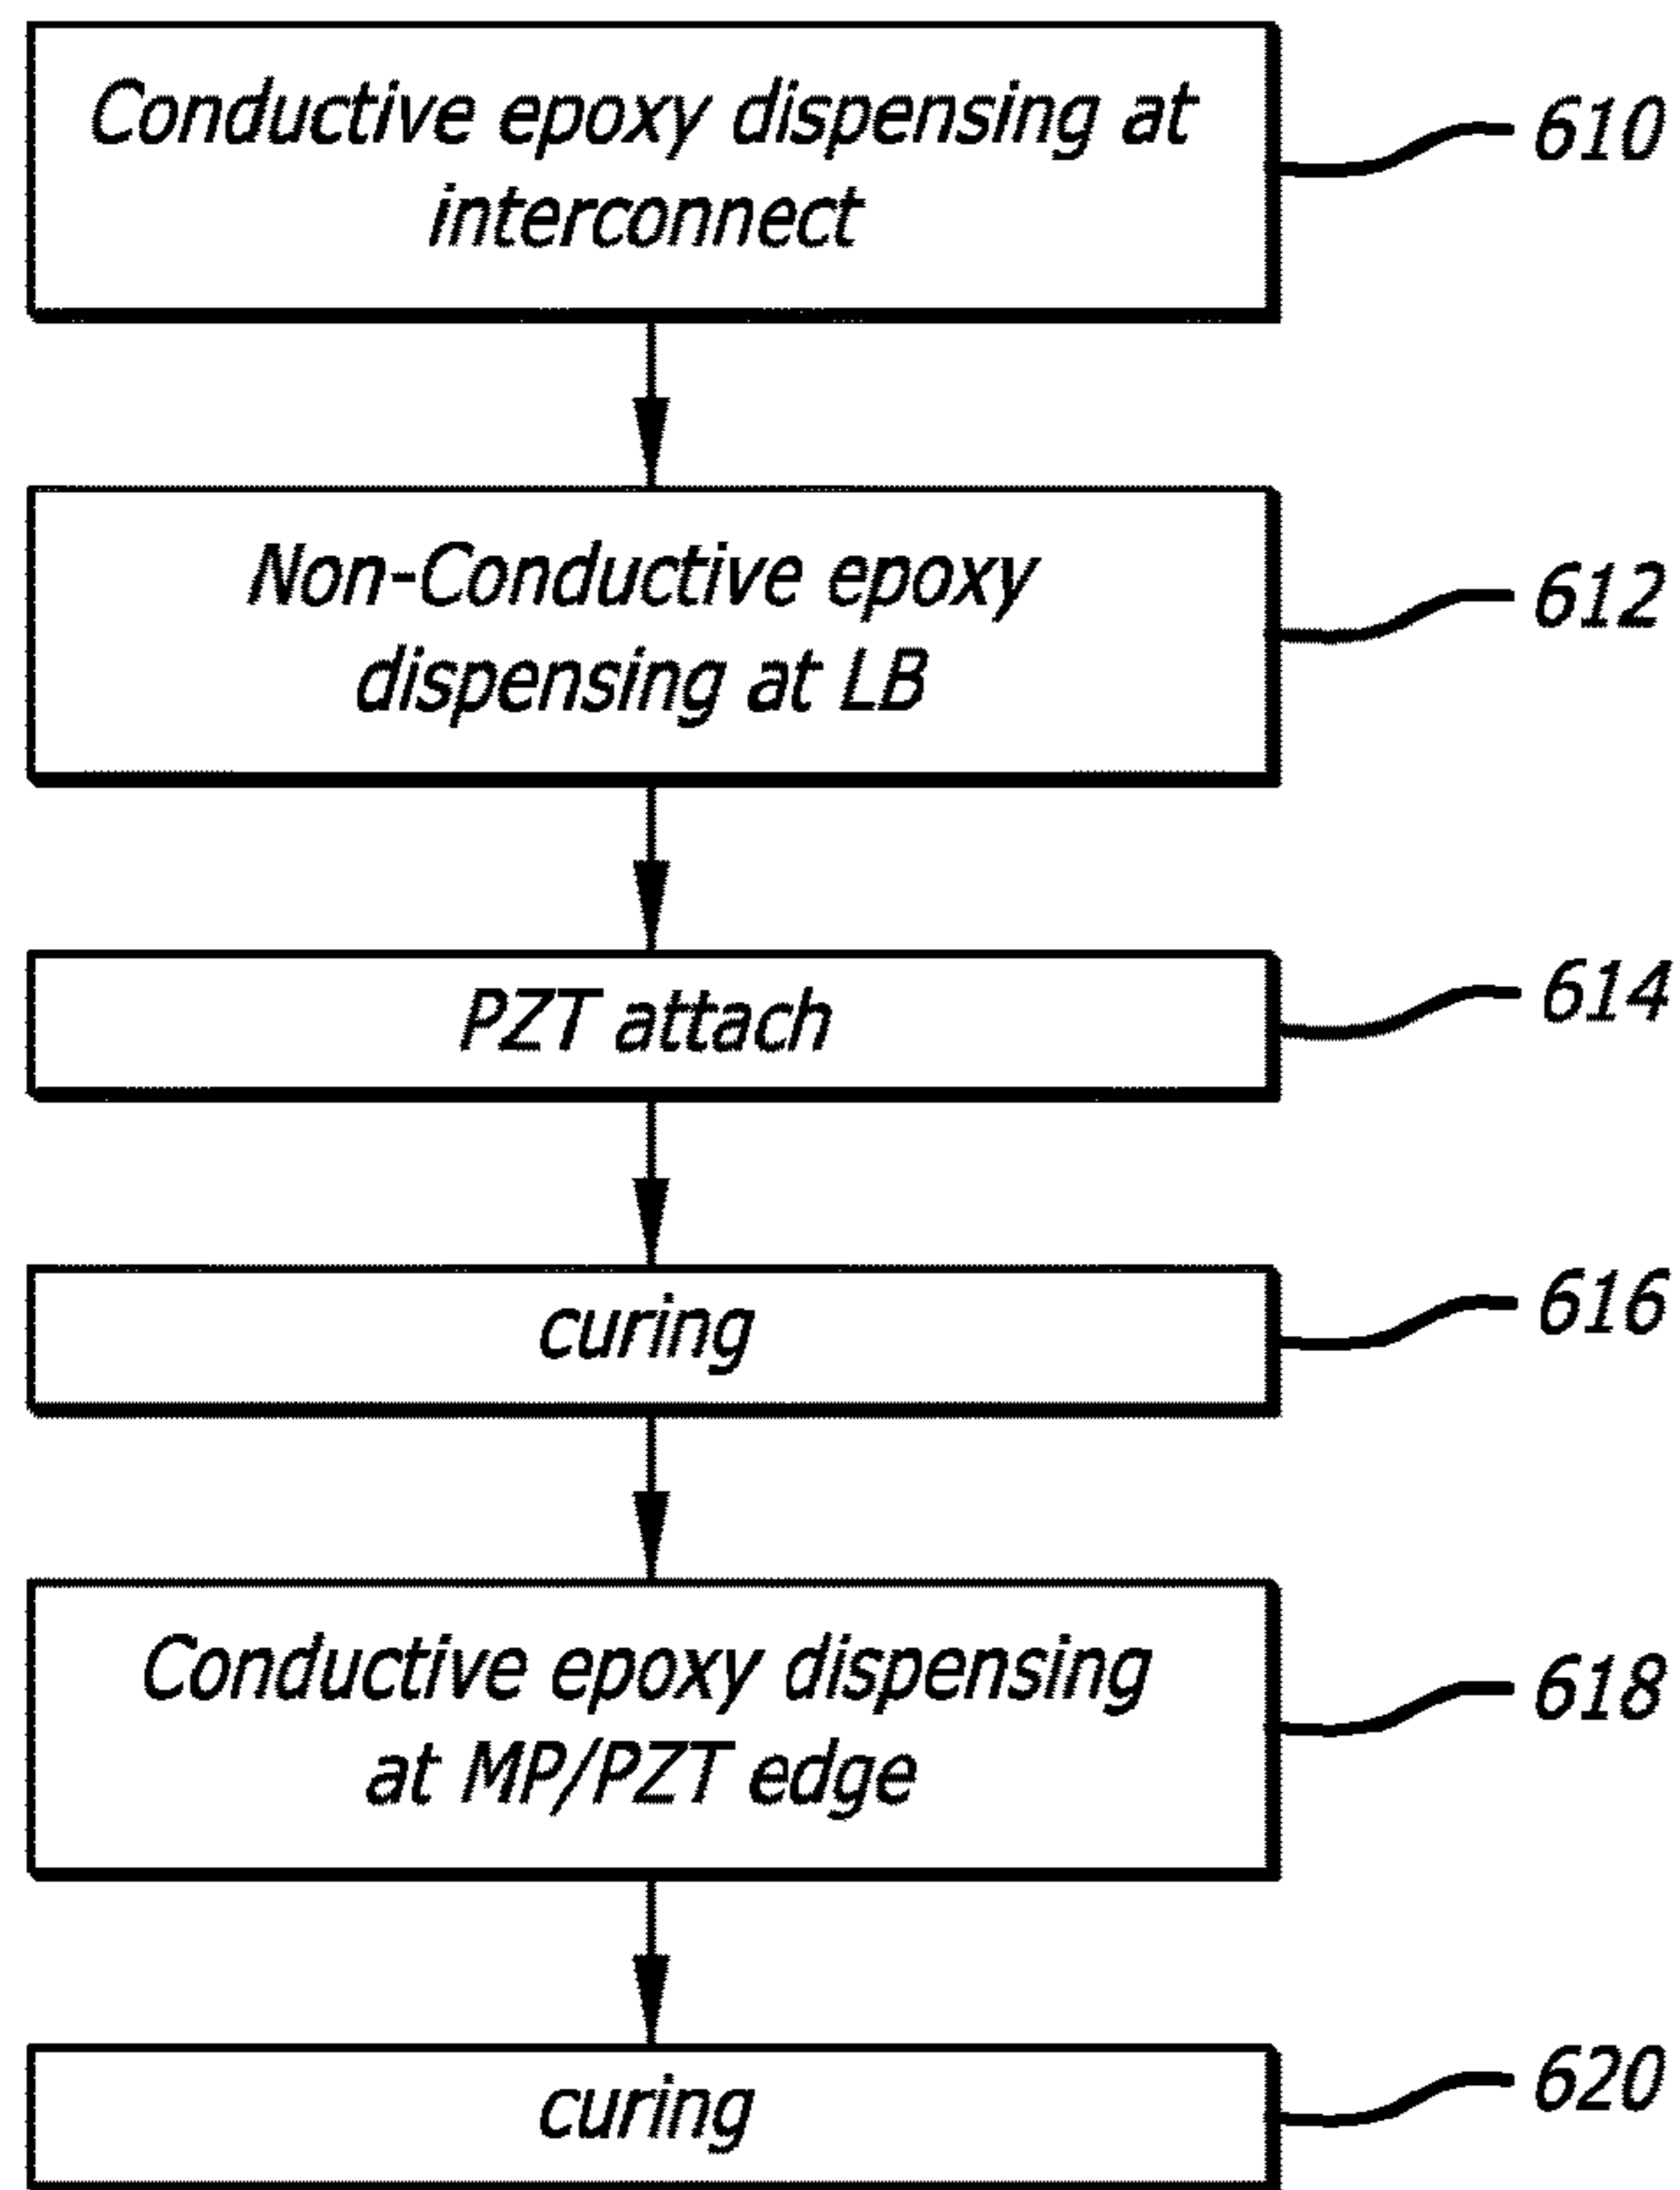 Conductive epoxy dispensing at
interconnect
610
Non-Conductive epoxy
dispensing at LB
612
PZT attach
614
curing
616
Conductive epoxy dispensing
at MP/PZT edge
618
curing
620